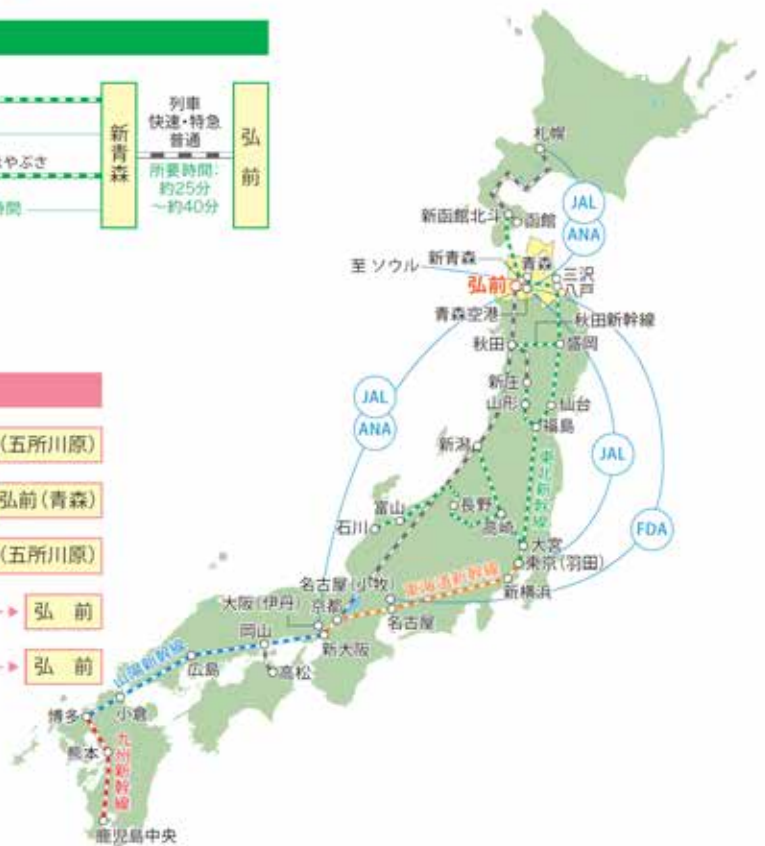 新青森
列車
快速・特急
普通
所要時間：
約25分
～約40分
弘前
やぶさ
時間
(五所川原)
弘前(青森)
(五所川原)
弘前
弘前
札幌
JAL
ANA
新函館北斗
函館
至 ソウル
新青森
青森
三沢
八戸
弘前
青森空港
秋田新幹線
秋田
盛岡
新庄
山形
仙台
福島
JAL
ANA
新潟
東北新幹線
JAL
FDA
富山
長野
石川
高崎
大宮
東京(羽田)
名古屋(小牧)
東海道新幹線
新横浜
大阪(伊丹)
京都
名古屋
岡山
新大阪
山陽新幹線
広島
高松
博多
小倉
熊本
九州新幹線
鹿児島中央